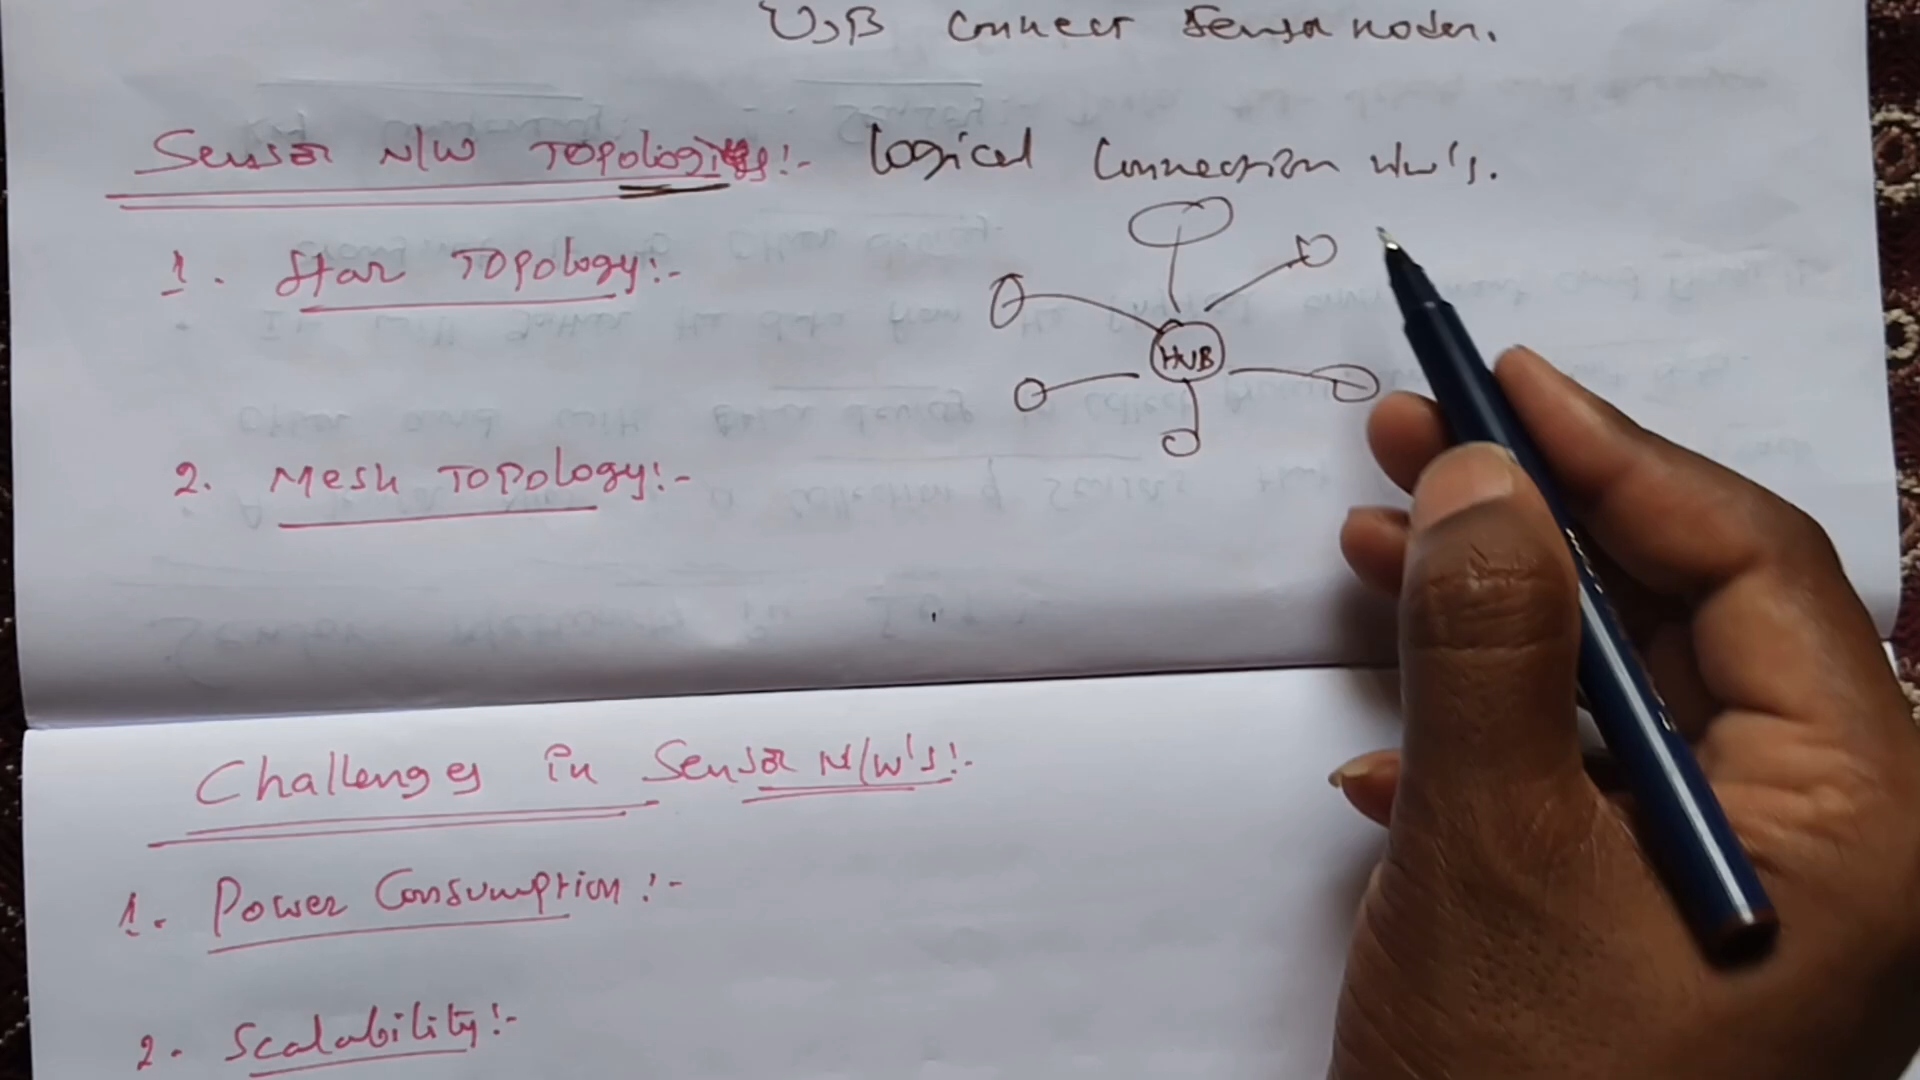 USB connect Sensor nodes.
Sensor N/W Topologies:- Logical Connection N/w's.
1. Star Topology:-
HUB
2. Mesh Topology:-
Challenges in Sensor N/W's:-
1. Power Consumption:-
2. Scalability:-